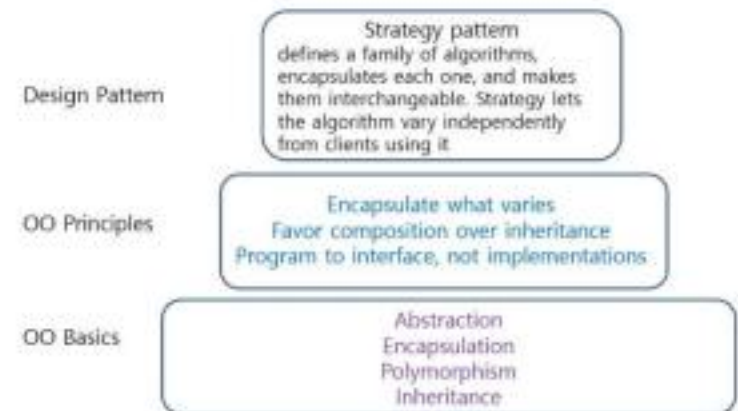 Strategy pattern
defines a family of algorithms,
encapsulates each one, and makes
them interchangeable. Strategy lets
the algorithm vary independently
from clients using it
Design Pattern
Encapsulate what varies
Favor composition over inheritance
Program to interface, not implementations
OO Principles
Abstraction
Encapsulation
Polymorphism
Inheritance
OO Basics